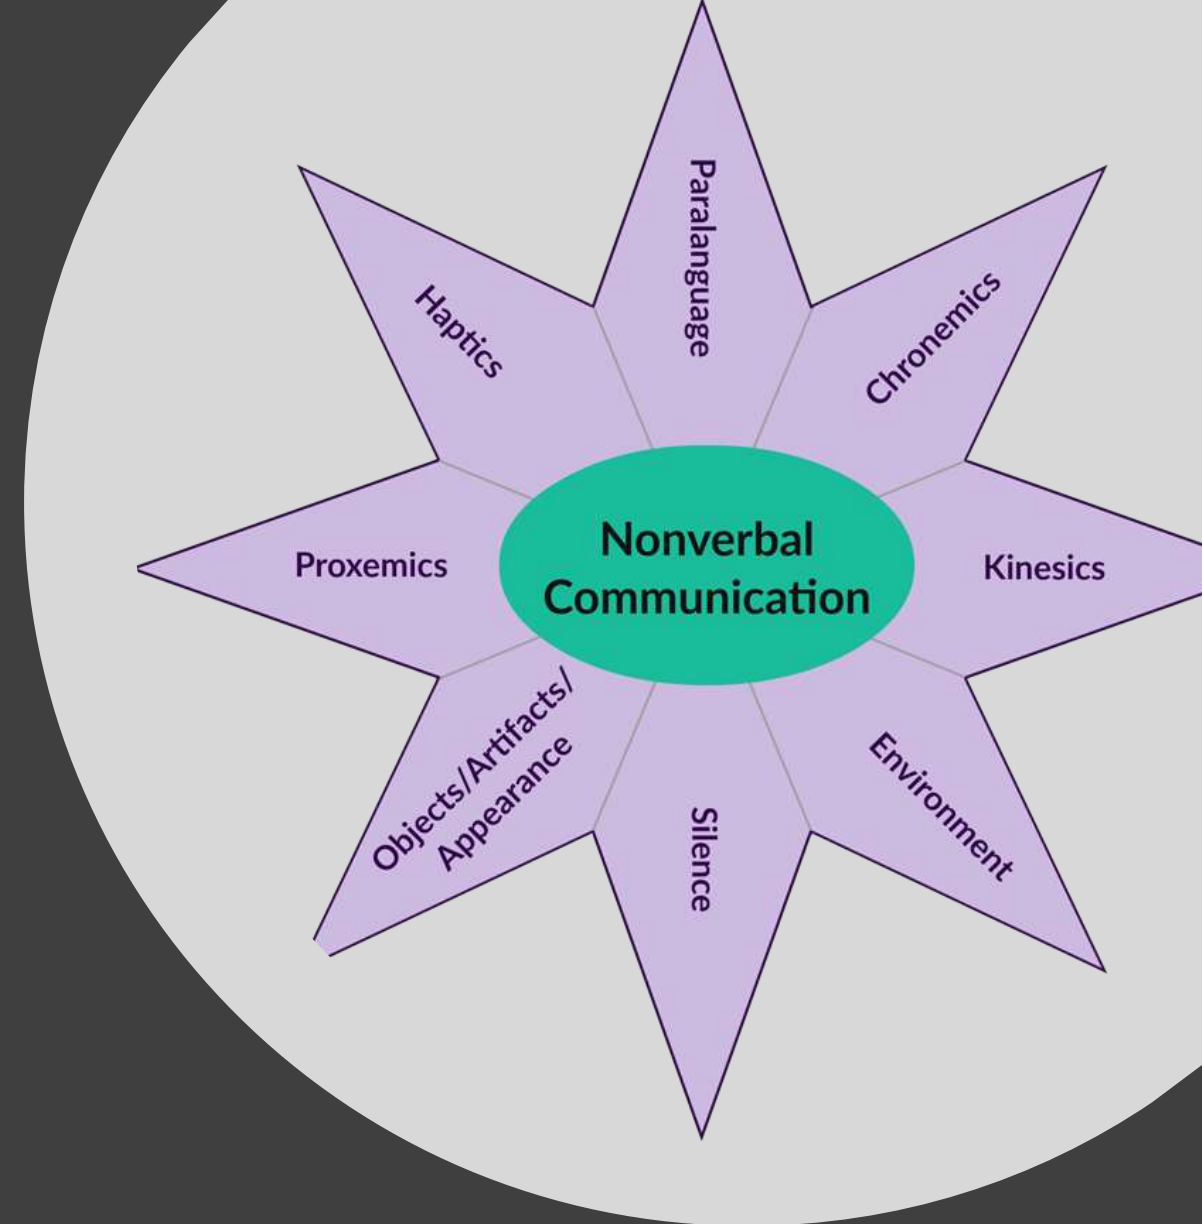 Paralanguage
Haptics
Chronemics
Proxemics
Nonverbal
Communication
Kinesics
Objects/Artifacts/
Appearance
Silence
Environment